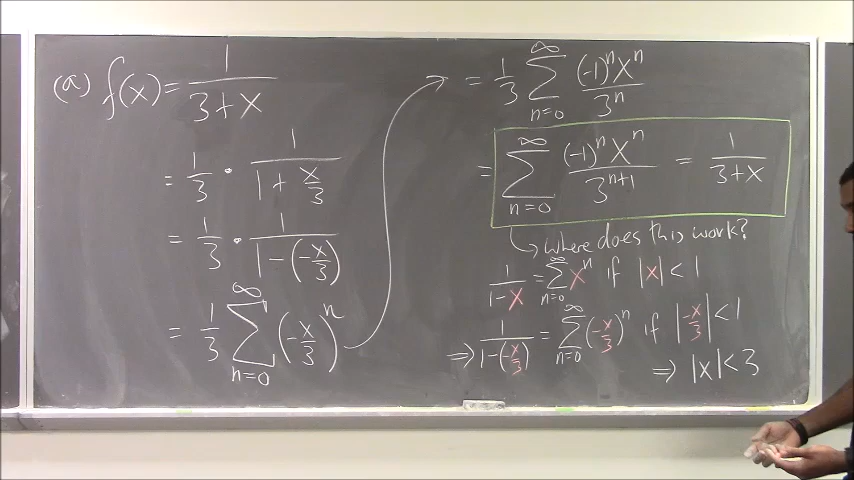 (a) f(x) = 1/(3+x)
= 1/3 · 1/(1 + x/3)
= 1/3 · 1/(1-(-x/3))
= 1/3 ∑_{n=0}^{∞} (-x/3)^n
= 1/3 ∑_{n=0}^{∞} (-1)^n x^n / 3^n
= ∑_{n=0}^{∞} (-1)^n x^n / 3^{n+1} = 1/(3+x)
where does this work?
1/(1-x) = ∑_{n=0}^{∞} x^n if |x| < 1
⇒ 1/(1-(-x/3)) = ∑_{n=0}^{∞} (-x/3)^n if |-x/3| < 1
⇒ |x| < 3